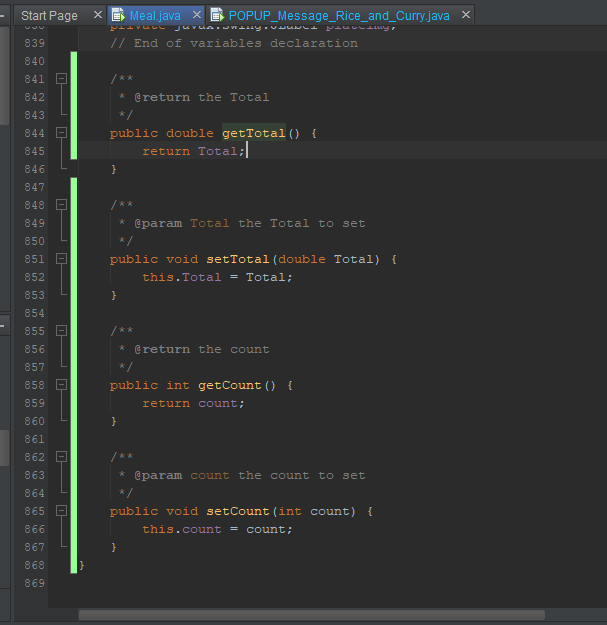 Start Page Meal.java POPUP_Message_Rice_and_Curry.java
838 private javax.swing.JLabel plateimg;
839 // End of variables declaration
840
841 /**
842 * @return the Total
843 */
844 public double getTotal() {
845 return Total;
846 }
847
848 /**
849 * @param Total the Total to set
850 */
851 public void setTotal(double Total) {
852 this.Total = Total;
853 }
854
855 /**
856 * @return the count
857 */
858 public int getCount() {
859 return count;
860 }
861
862 /**
863 * @param count the count to set
864 */
865 public void setCount(int count) {
866 this.count = count;
867 }
868 }
869